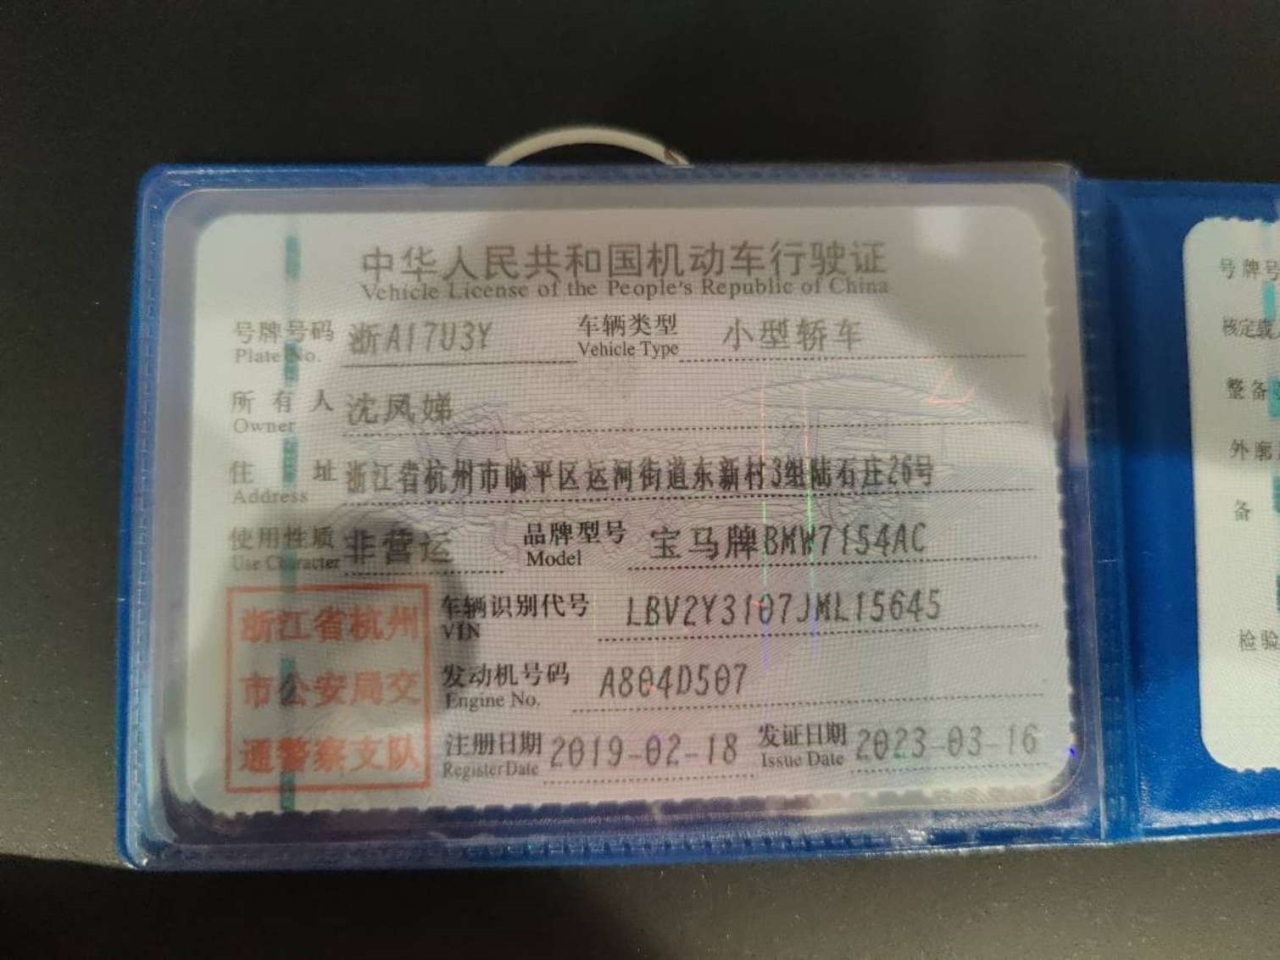 中华人民共和国机动车行驶证
Vehicle License of the People's Republic of China
号牌号码 浙A17U3Y 车辆类型 小型轿车
Plate No. Vehicle Type
所有人 沈凤娣
Owner
住址 浙江省杭州市临平区运河街道东新村3组陆石庄26号
Address
使用性质 非营运 品牌型号 宝马牌BMW7154AC
Use Character Model
浙江省杭州
市公安局交
通警察支队
车辆识别代号 LBV2Y3107JML15645
VIN
发动机号码 A804D507
Engine No.
注册日期 2019-02-18 发证日期 2023-03-16
Register Date Issue Date
号牌号
核定载
整备
外廓
备
检验